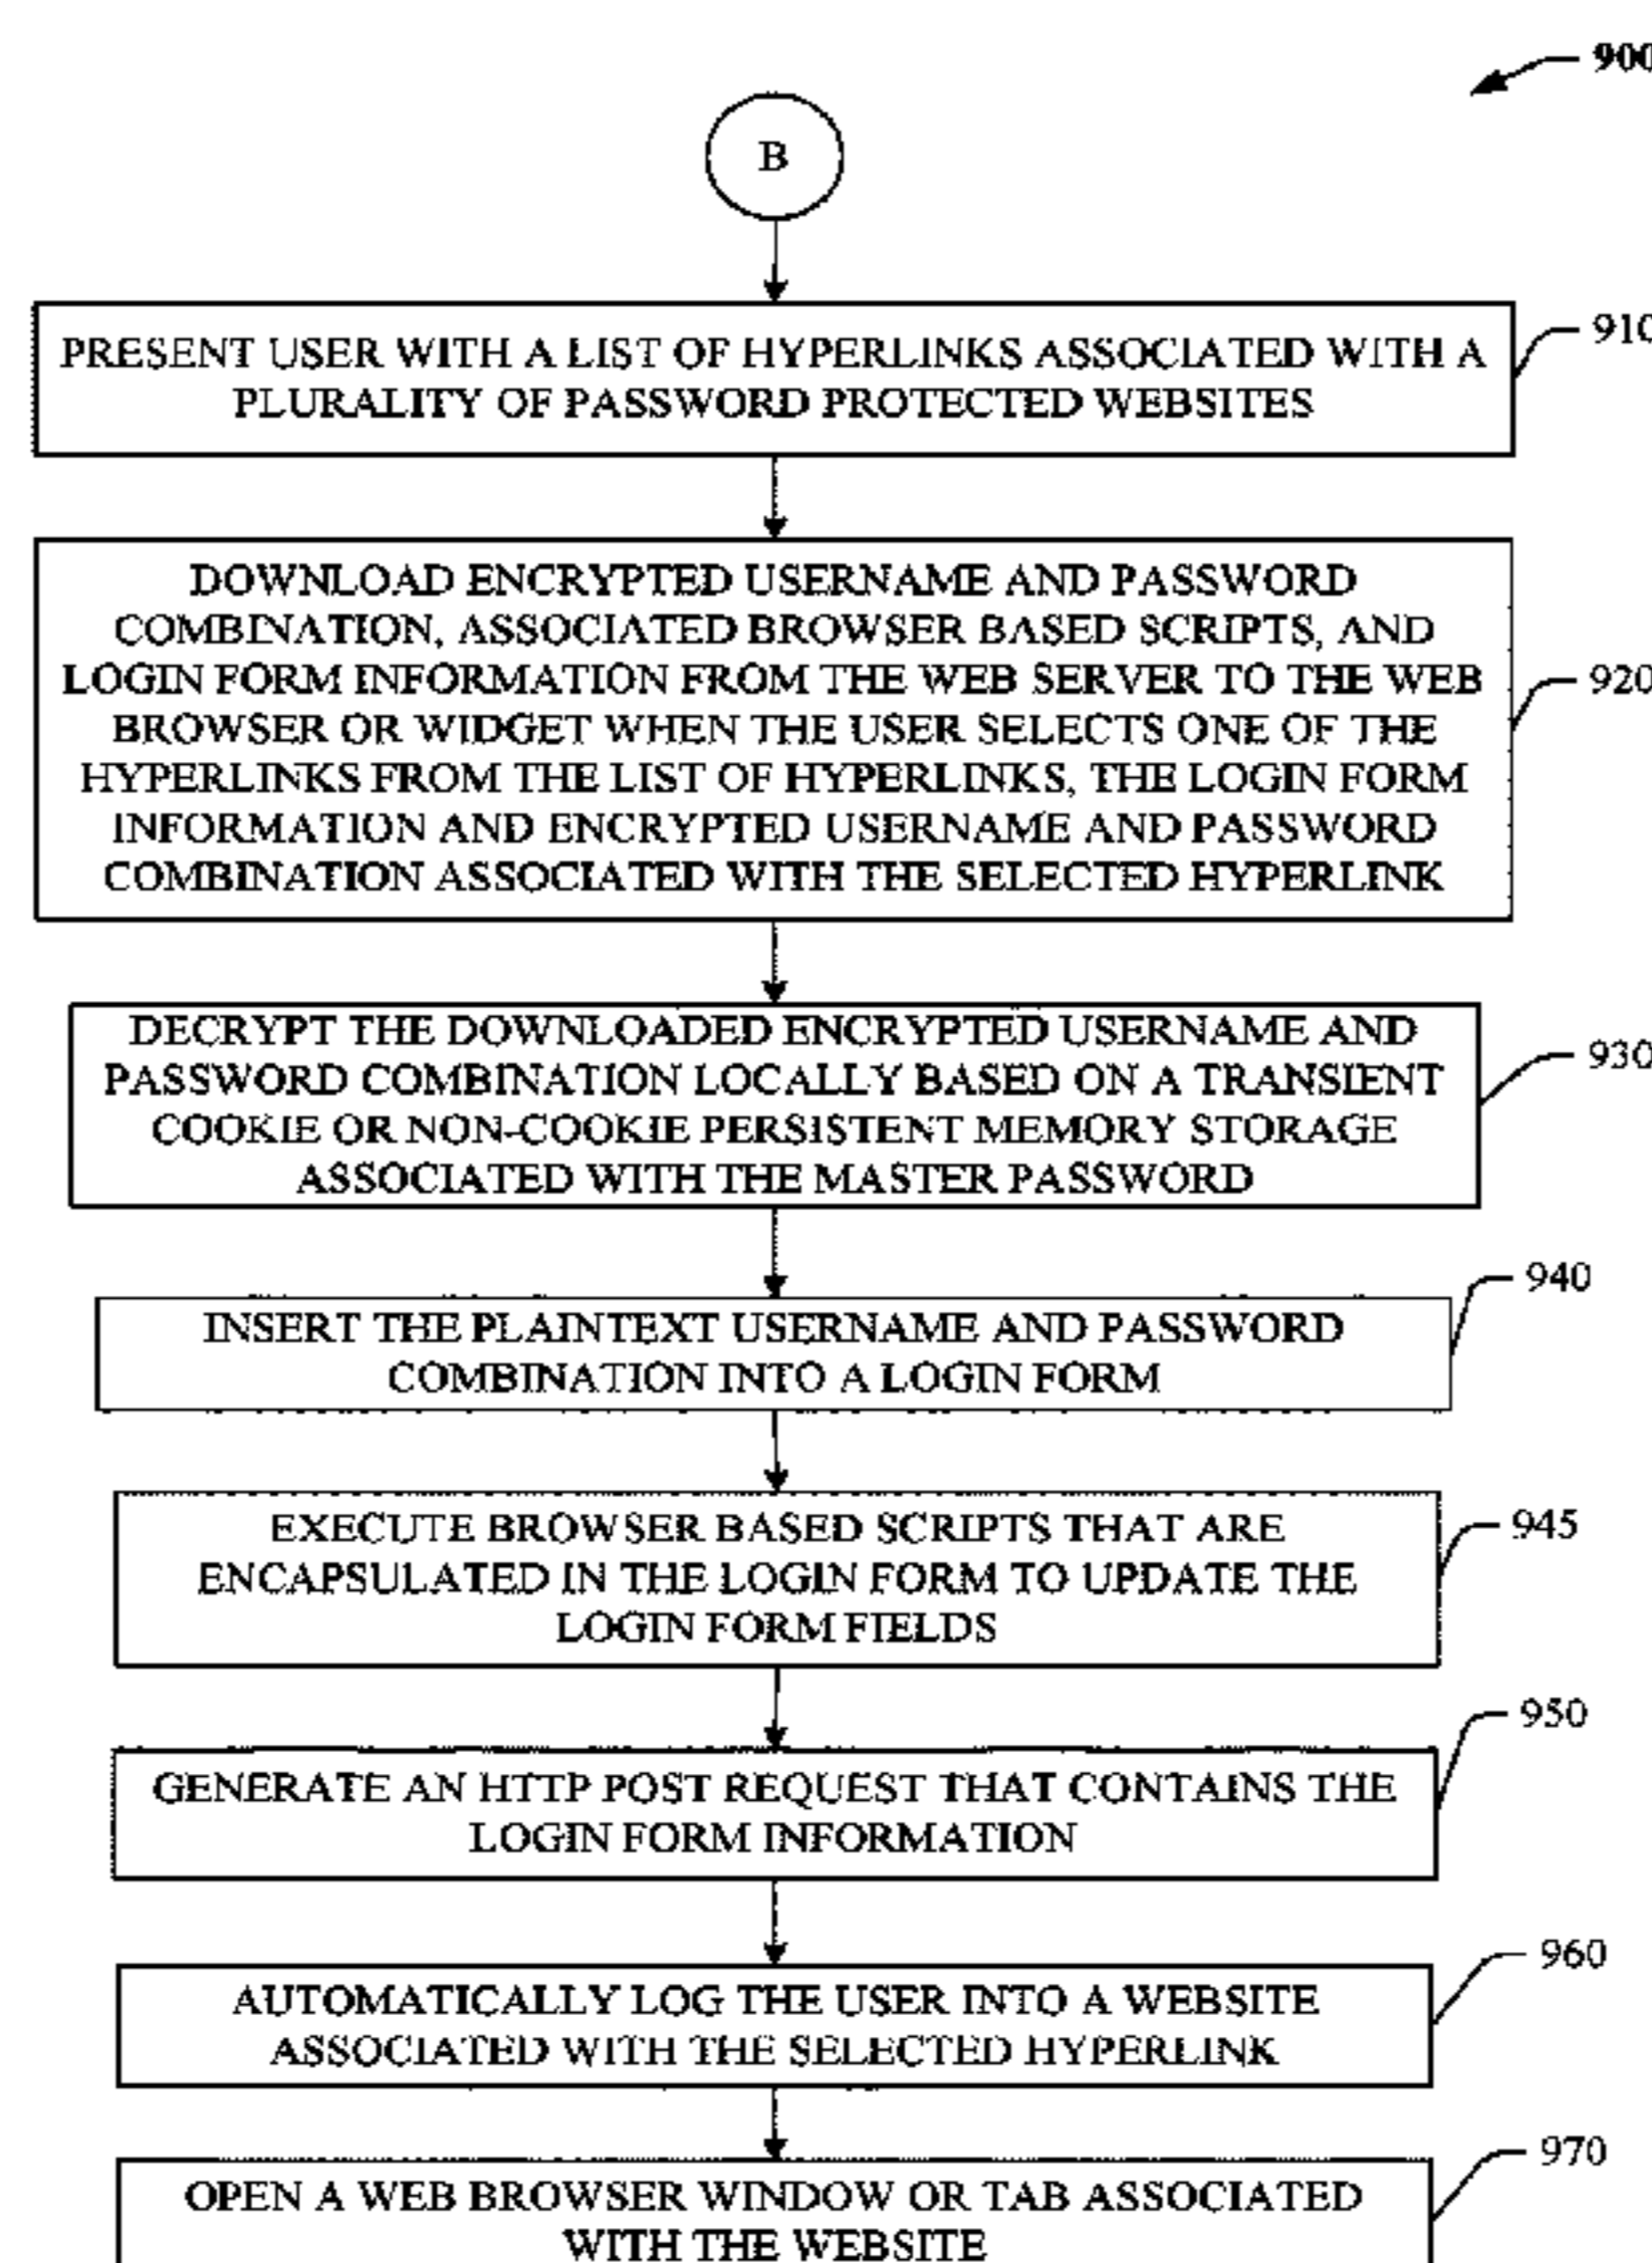 900
B
PRESENT USER WITH A LIST OF HYPERLINKS ASSOCIATED WITH A
PLURALITY OF PASSWORD PROTECTED WEBSITES
910
DOWNLOAD ENCRYPTED USERNAME AND PASSWORD
COMBINATION, ASSOCIATED BROWSER BASED SCRIPTS, AND
LOGIN FORM INFORMATION FROM THE WEB SERVER TO THE WEB
BROWSER OR WIDGET WHEN THE USER SELECTS ONE OF THE
HYPERLINKS FROM THE LIST OF HYPERLINKS, THE LOGIN FORM
INFORMATION AND ENCRYPTED USERNAME AND PASSWORD
COMBINATION ASSOCIATED WITH THE SELECTED HYPERLINK
920
DECRYPT THE DOWNLOADED ENCRYPTED USERNAME AND
PASSWORD COMBINATION LOCALLY BASED ON A TRANSIENT
COOKIE OR NON-COOKIE PERSISTENT MEMORY STORAGE
ASSOCIATED WITH THE MASTER PASSWORD
930
INSERT THE PLAINTEXT USERNAME AND PASSWORD
COMBINATION INTO A LOGIN FORM
940
EXECUTE BROWSER BASED SCRIPTS THAT ARE
ENCAPSULATED IN THE LOGIN FORM TO UPDATE THE
LOGIN FORM FIELDS
945
GENERATE AN HTTP POST REQUEST THAT CONTAINS THE
LOGIN FORM INFORMATION
950
AUTOMATICALLY LOG THE USER INTO A WEBSITE
ASSOCIATED WITH THE SELECTED HYPERLINK
960
OPEN A WEB BROWSER WINDOW OR TAB ASSOCIATED
WITH THE WEBSITE
970